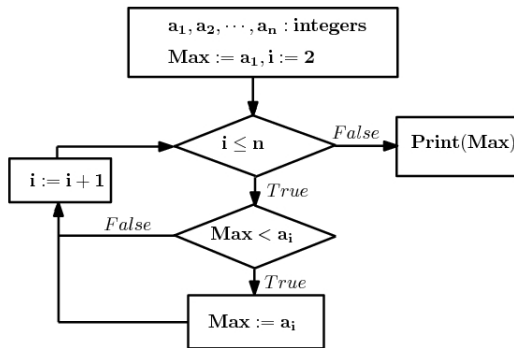 a₁, a₂, ⋯, aₙ : integers
Max := a₁, i := 2
i ≤ n
False
Print(Max)
i := i + 1
True
False
Max < aᵢ
True
Max := aᵢ